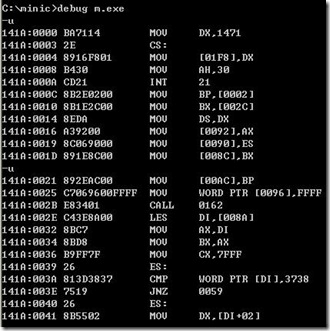 C:\minic>debug m.exe
-u
141A:0000 BA7114 MOV DX,1471
141A:0003 2E CS:
141A:0004 8916F801 MOV [01F8],DX
141A:0008 B430 MOV AH,30
141A:000A CD21 INT 21
141A:000C 8B2E0200 MOV BP,[0002]
141A:0010 8B1E2C00 MOV BX,[002C]
141A:0014 8EDA MOV DS,DX
141A:0016 A39200 MOV [0092],AX
141A:0019 8C069000 MOV [0090],ES
141A:001D 891E8C00 MOV [008C],BX
-u
141A:0021 892EAC00 MOV [00AC],BP
141A:0025 C7069600FFFF MOV WORD PTR [0096],FFFF
141A:002B E83401 CALL 0162
141A:002E C43E8A00 LES DI,[008A]
141A:0032 8BC7 MOV AX,DI
141A:0034 8BD8 MOV BX,AX
141A:0036 B9FF7F MOV CX,7FFF
141A:0039 26 ES:
141A:003A 813D3837 CMP WORD PTR [DI],3738
141A:003E 7519 JNZ 0059
141A:0040 26 ES:
141A:0041 8B5502 MOV DX,[DI+02]